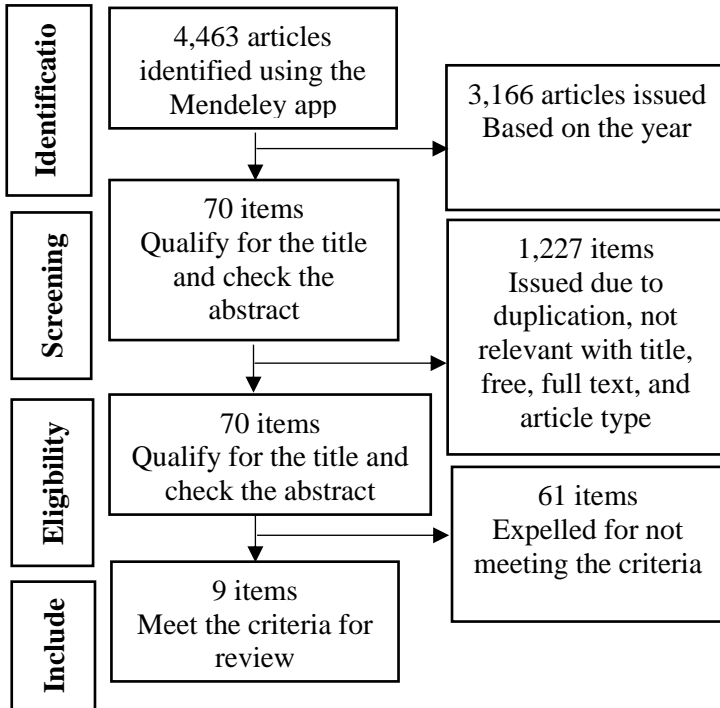 Identificatio
4,463 articles
identified using the
Mendeley app
3,166 articles issued
Based on the year
Screening
70 items
Qualify for the title
and check the
abstract
1,227 items
Issued due to
duplication, not
relevant with title,
free, full text, and
article type
Eligibility
70 items
Qualify for the title and
check the abstract
61 items
Expelled for not
meeting the criteria
Include
9 items
Meet the criteria for
review